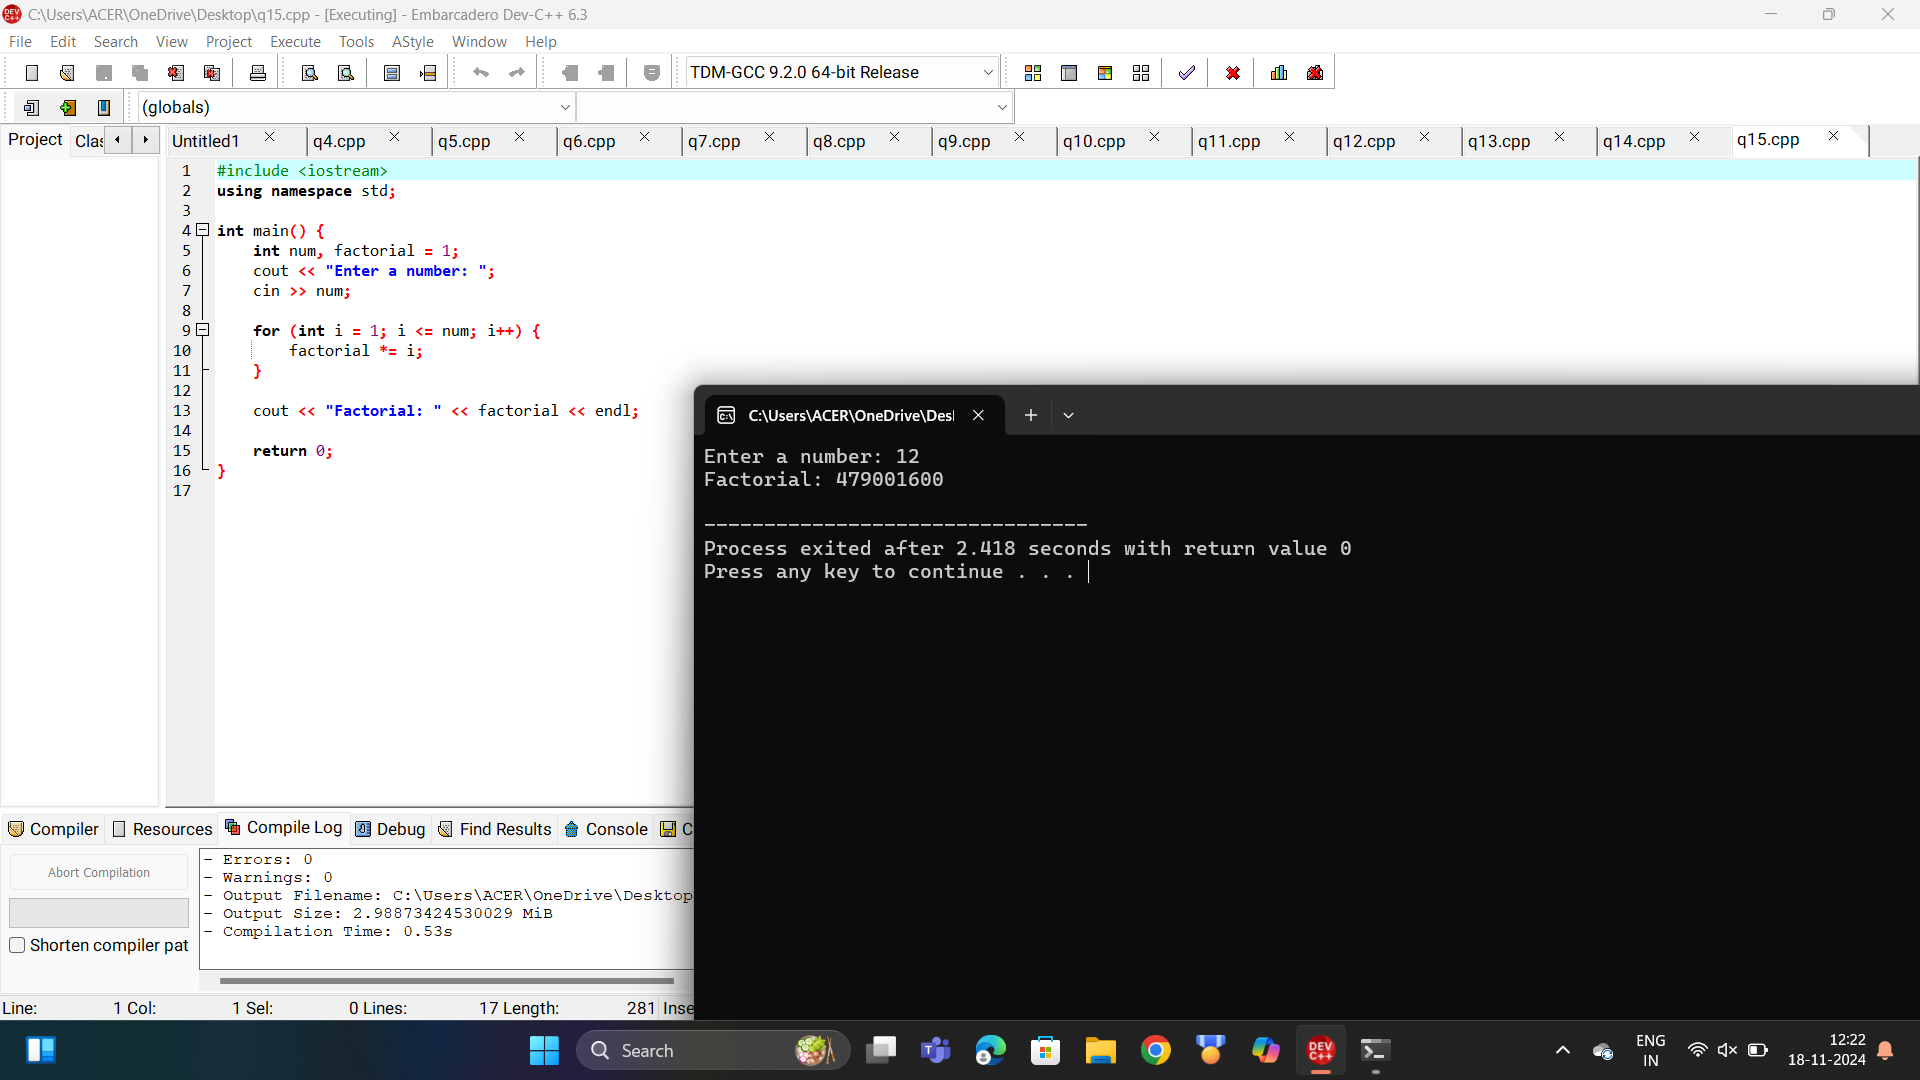 C:\Users\ACER\OneDrive\Desktop\q15.cpp - [Executing] - Embarcadero Dev-C++ 6.3
File Edit Search View Project Execute Tools AStyle Window Help
TDM-GCC 9.2.0 64-bit Release
(globals)
Project Clas Untitled1 q4.cpp q5.cpp q6.cpp q7.cpp q8.cpp q9.cpp q10.cpp q11.cpp q12.cpp q13.cpp q14.cpp q15.cpp
1 #include <iostream>
2 using namespace std;
3
4 int main() {
5 int num, factorial = 1;
6 cout << "Enter a number: ";
7 cin >> num;
8
9 for (int i = 1; i <= num; i++) {
10 factorial *= i;
11 }
12
13 cout << "Factorial: " << factorial << endl;
14
15 return 0;
16 }
17
C:\Users\ACER\OneDrive\Des
Enter a number: 12
Factorial: 479001600
--------------------------------
Process exited after 2.418 seconds with return value 0
Press any key to continue . . .
Compiler Resources Compile Log Debug Find Results Console C
Abort Compilation
Shorten compiler pat
- Errors: 0
- Warnings: 0
- Output Filename: C:\Users\ACER\OneDrive\Desktop
- Output Size: 2.98873424530029 MiB
- Compilation Time: 0.53s
Line: 1 Col: 1 Sel: 0 Lines: 17 Length: 281 Inse
Search
DEV C++
ENG
IN
12:22
18-11-2024